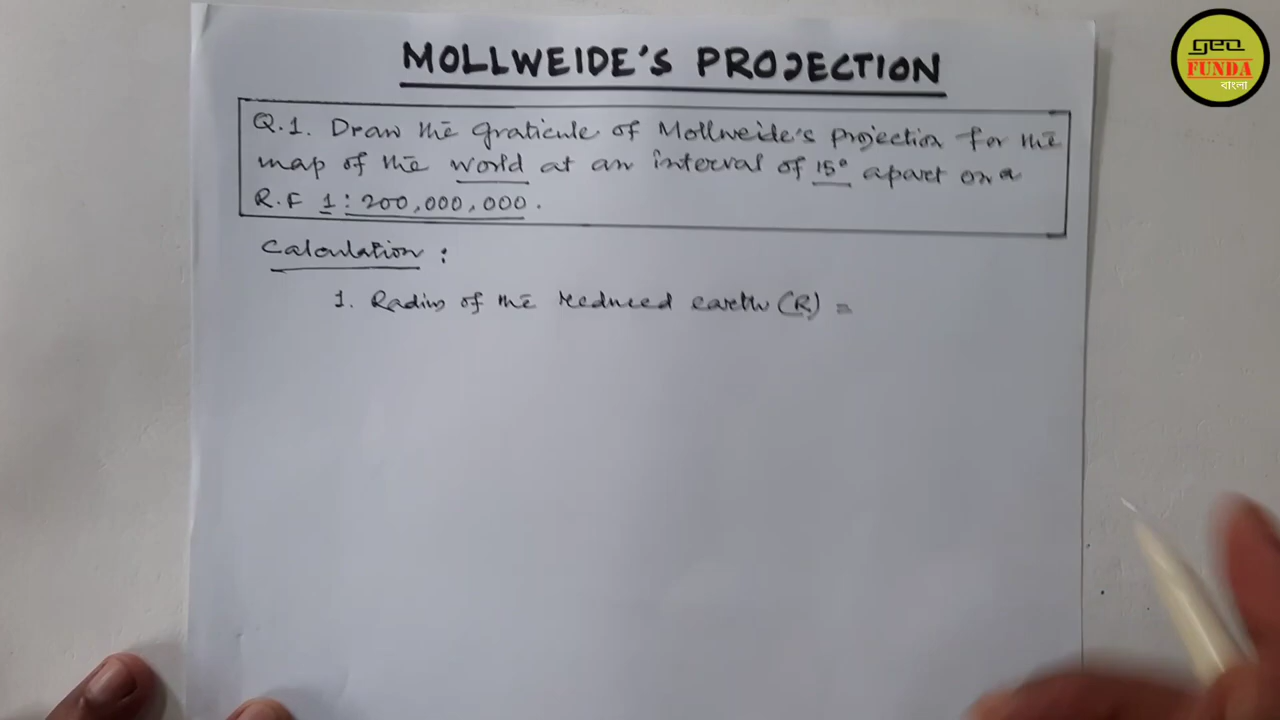 MOLLWEIDE'S PROJECTION
Q.1. Draw the graticule of Mollweide's projection for the
map of the world at an interval of 15° apart on a
R.F 1:200,000,000.
Calculation:
1. Radius of the reduced earth (R) =
geo
FUNDA
বাংলা